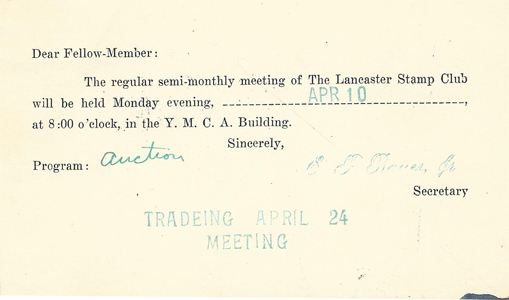 Dear Fellow-Member:
The regular semi-monthly meeting of The Lancaster Stamp Club
will be held Monday evening, APR 10,
at 8:00 o'clock, in the Y. M. C. A. Building.
Sincerely,
Program: Auction
Jr
Secretary
TRADEING APRIL 24
MEETING